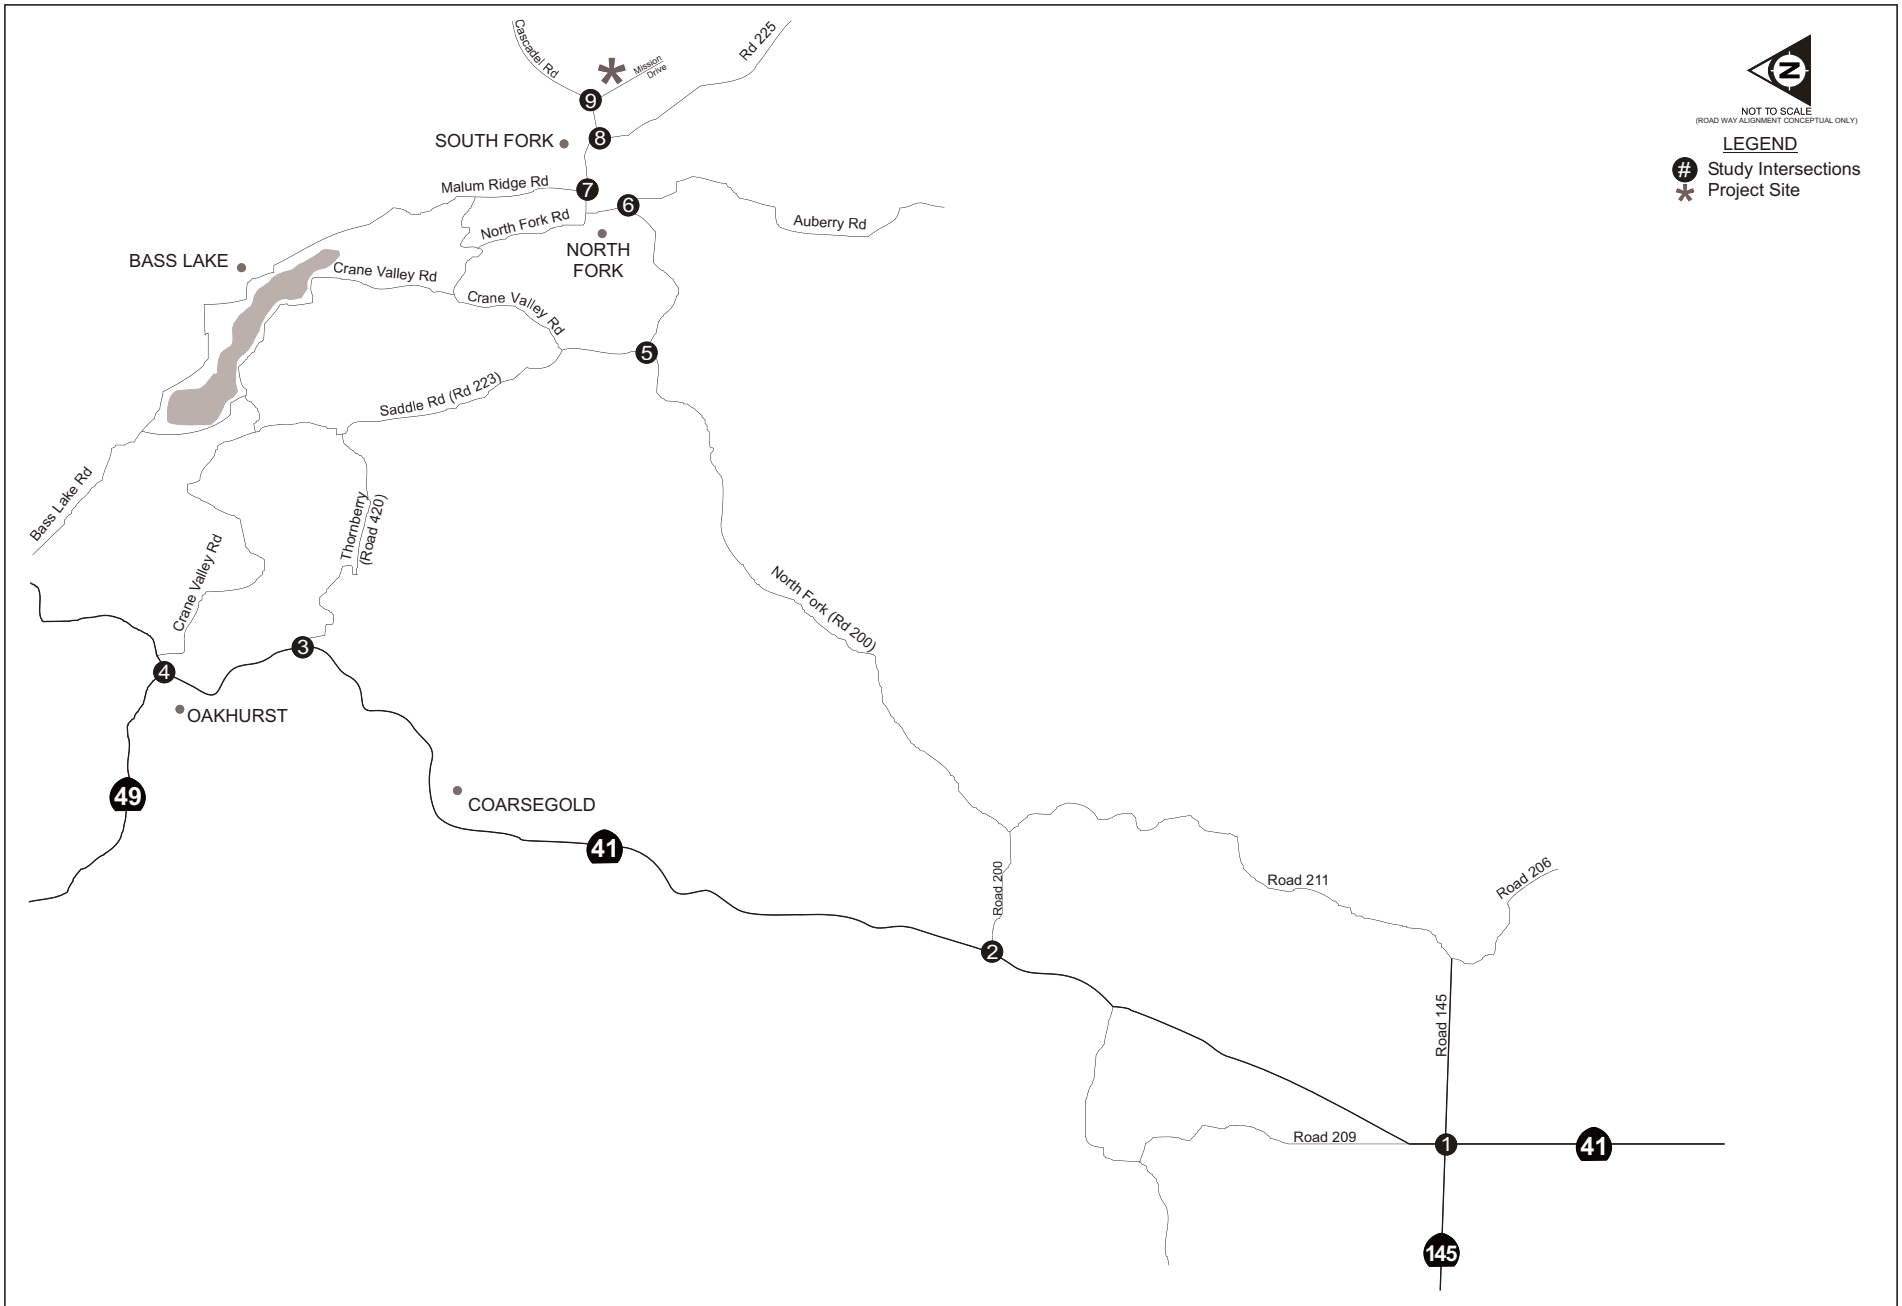 Cascadel Rd
Mission
Drive
Rd 225
N
NOT TO SCALE
(ROAD WAY ALIGNMENT CONCEPTUAL ONLY)
LEGEND
# Study Intersections
Project Site
9
SOUTH FORK
8
Malum Ridge Rd
7
6
North Fork Rd
Auberry Rd
NORTH
FORK
BASS LAKE
Crane Valley Rd
Crane Valley Rd
5
Saddle Rd (Rd 223)
Bass Lake Rd
Thornberry
(Road 420)
Crane Valley Rd
North Fork (Rd 200)
3
4
OAKHURST
49
COARSEGOLD
41
Road 200
Road 211
Road 206
2
Road 145
Road 209
1
41
145